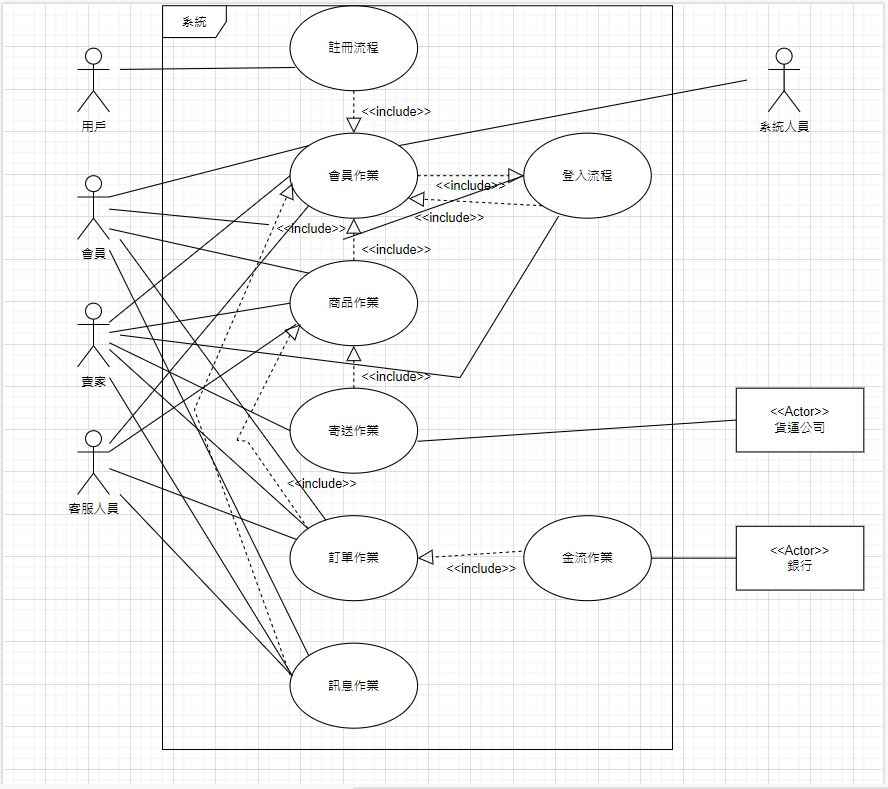 系統
註冊流程
用戶
<<include>>
系統人員
會員作業
登入流程
<<include>>
<<include>>
<<include>>
會員
<<include>>
商品作業
賣家
<<include>>
<<Actor>>
貨運公司
寄送作業
客服人員
<<include>>
訂單作業
金流作業
<<include>>
<<Actor>>
銀行
訊息作業